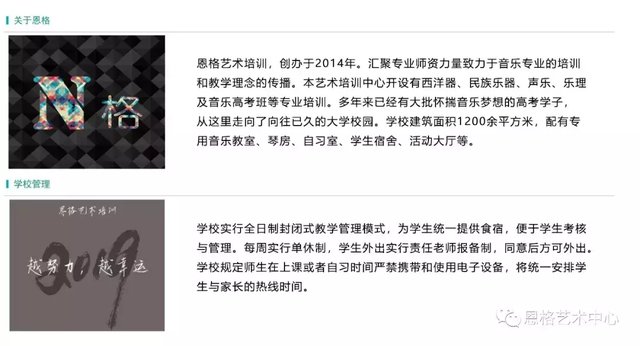 关于恩格
N格
恩格艺术培训，创办于2014年。汇聚专业师资力量致力于音乐专业的培训
和教学理念的传播。本艺术培训中心开设有西洋器、民族乐器、声乐、乐理
及音乐高考班等专业培训。多年来已经有大批怀揣音乐梦想的高考学子，
从这里走向了向往已久的大学校园。学校建筑面积1200余平方米，配有专
用音乐教室、琴房、自习室、学生宿舍、活动大厅等。
学校管理
恩格艺术培训
2019
越努力，越幸运
学校实行全日制封闭式教学管理模式，为学生统一提供食宿，便于学生考核
与管理。每周实行单休制，学生外出实行责任老师报备制，同意后方可外出。
学校规定师生在上课或者自习时间严禁携带和使用电子设备，将统一安排学
生与家长的热线时间。
恩格艺术中心